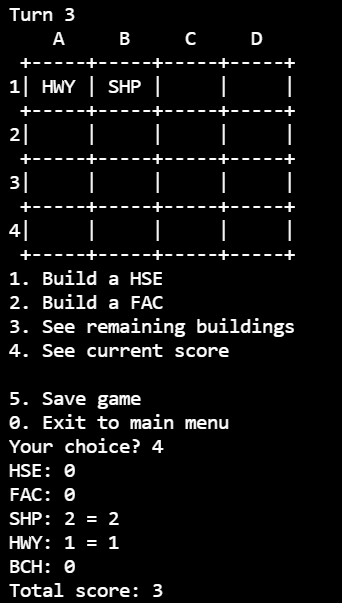 Turn 3
    A     B     C     D
 +-----+-----+-----+-----+
1| HWY | SHP |     |     |
 +-----+-----+-----+-----+
2|     |     |     |     |
 +-----+-----+-----+-----+
3|     |     |     |     |
 +-----+-----+-----+-----+
4|     |     |     |     |
 +-----+-----+-----+-----+
1. Build a HSE
2. Build a FAC
3. See remaining buildings
4. See current score

5. Save game
0. Exit to main menu
Your choice? 4
HSE: 0
FAC: 0
SHP: 2 = 2
HWY: 1 = 1
BCH: 0
Total score: 3